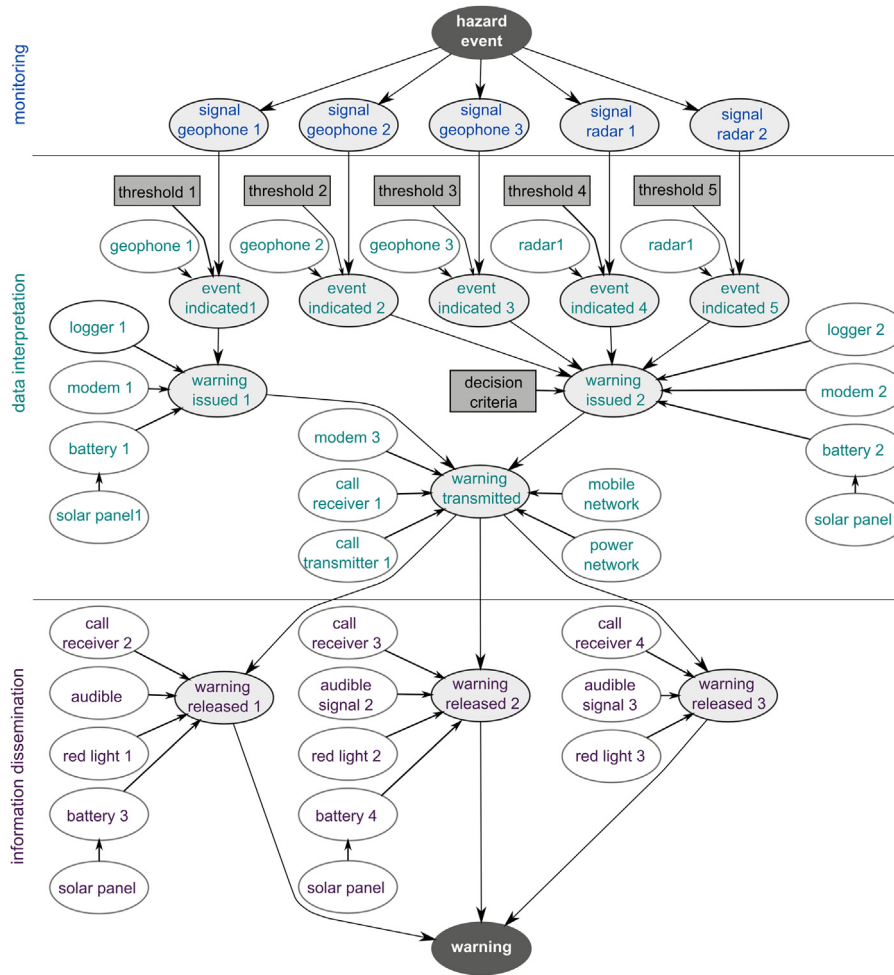 hazard
event
monitoring
signal
geophone 1
signal
geophone 2
signal
geophone 3
signal
radar 1
signal
radar 2
threshold 1
threshold 2
threshold 3
threshold 4
threshold 5
geophone 1
geophone 2
geophone 3
radar1
radar1
event
indicated1
event
indicated 2
event
indicated 3
event
indicated 4
event
indicated 5
data interpretation
logger 1
modem 1
battery 1
solar panel1
warning
issued 1
decision
criteria
warning
issued 2
logger 2
modem 2
battery 2
solar panel
modem 3
call
receiver 1
call
transmitter 1
warning
transmitted
mobile
network
power
network
information dissemination
call
receiver 2
audible
red light 1
battery 3
solar panel
warning
released 1
call
receiver 3
audible
signal 2
red light 2
battery 4
solar panel
warning
released 2
call
receiver 4
audible
signal 3
red light 3
warning
released 3
warning